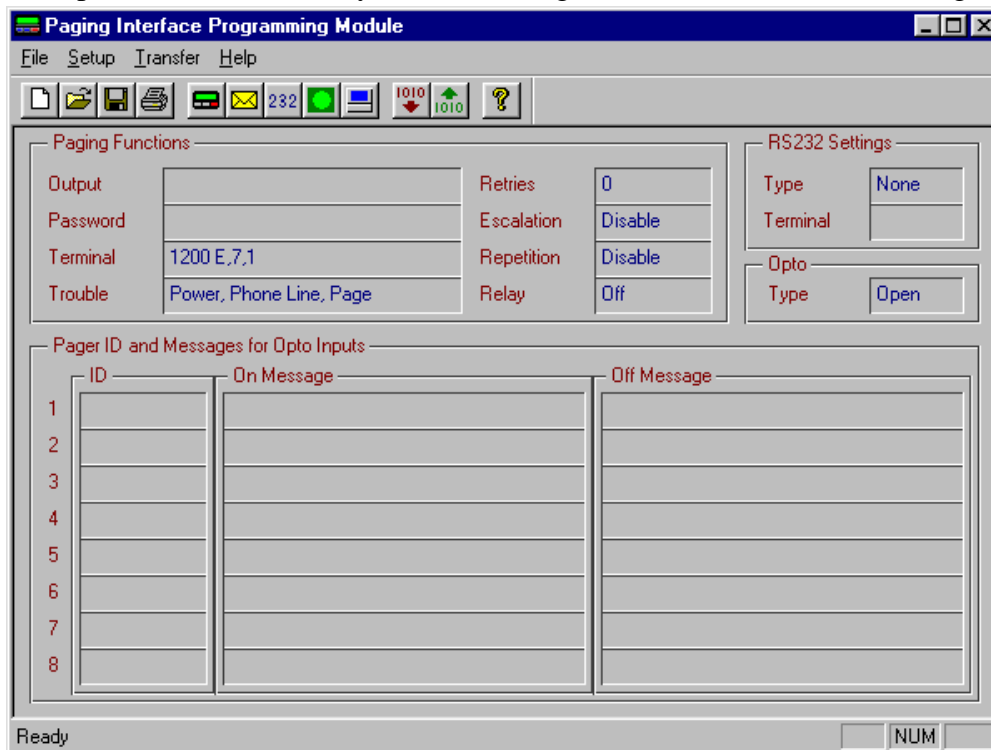 Paging Interface Programming Module
File Setup Transfer Help
232 1010 1010 ?
Paging Functions
RS232 Settings
Output
Retries 0
Type None
Password
Escalation Disable
Terminal
Terminal 1200 E,7,1
Repetition Disable
Opto
Trouble Power, Phone Line, Page
Relay Off
Type Open
Pager ID and Messages for Opto Inputs
ID On Message Off Message
1
2
3
4
5
6
7
8
Ready NUM